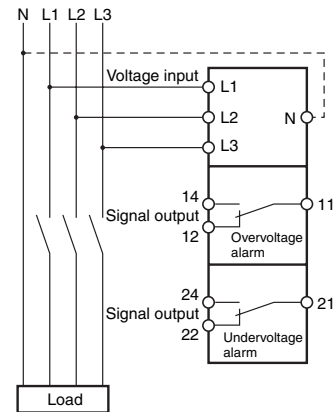 N L1 L2 L3
Voltage input
L1
L2
N
L3
14
11
Signal output
12
Overvoltage
alarm
24
21
Signal output
22
Undervoltage
alarm
Load